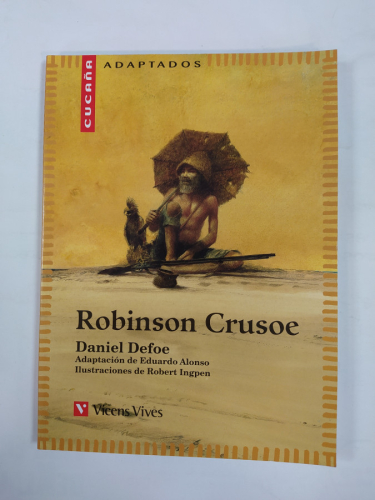 CUCAÑA
ADAPTADOS
Robinson Crusoe
Daniel Defoe
Adaptación de Eduardo Alonso
Ilustraciones de Robert Ingpen
V Vicens Vives